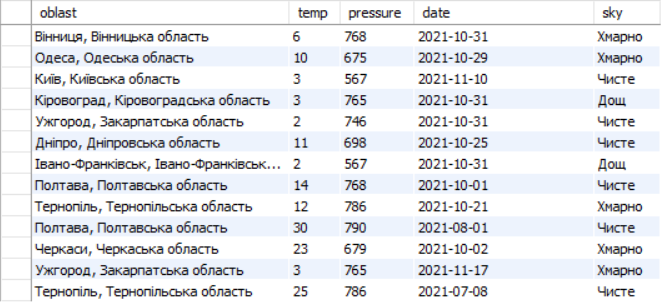 oblast temp pressure date sky
Вінниця, Вінницька область 6 768 2021-10-31 Хмарно
Одеса, Одеська область 10 675 2021-10-29 Хмарно
Київ, Київська область 3 567 2021-11-10 Чисте
Кіровоград, Кіровоградська область 3 765 2021-10-31 Дощ
Ужгород, Закарпатська область 2 746 2021-10-31 Чисте
Дніпро, Дніпровська область 11 698 2021-10-25 Чисте
Івано-Франківськ, Івано-Франківськ... 2 567 2021-10-31 Дощ
Полтава, Полтавська область 14 768 2021-10-01 Чисте
Тернопіль, Тернопільська область 12 786 2021-10-21 Хмарно
Полтава, Полтавська область 30 790 2021-08-01 Чисте
Черкаси, Черкаська область 23 679 2021-10-02 Хмарно
Ужгород, Закарпатська область 3 765 2021-11-17 Хмарно
Тернопіль, Тернопільська область 25 786 2021-07-08 Чисте